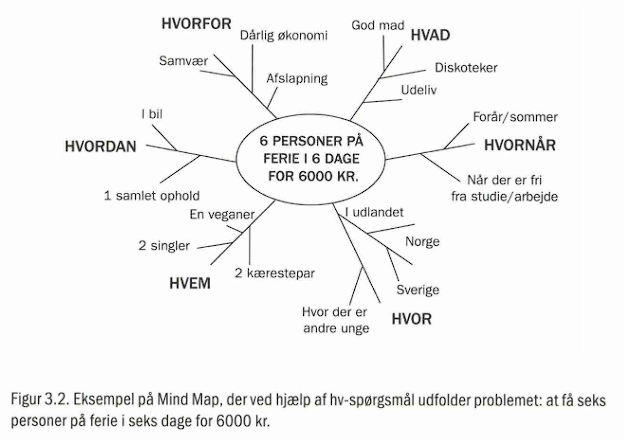 HVORFOR
Dårlig økonomi
Samvær
Afslapning
God mad
HVAD
Diskoteker
Udeliv
I bil
HVORDAN
1 samlet ophold
6 PERSONER PÅ
FERIE I 6 DAGE
FOR 6000 KR.
Forår/sommer
HVORNÅR
Når der er fri
fra studie/arbejde
En veganer
2 singler
2 kærestepar
HVEM
I udlandet
Norge
Sverige
Hvor der er
andre unge
HVOR
Figur 3.2. Eksempel på Mind Map, der ved hjælp af hv-spørgsmål udfolder problemet: at få seks
personer på ferie i seks dage for 6000 kr.